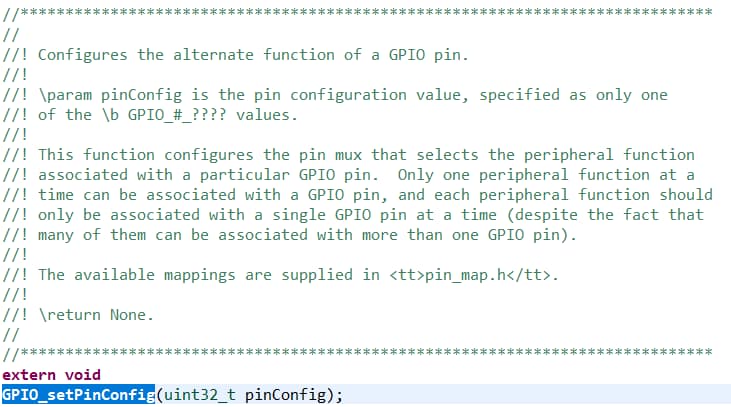 //*****************************************************************************
//
//! Configures the alternate function of a GPIO pin.
//!
//! \param pinConfig is the pin configuration value, specified as only one
//! of the \b GPIO_#_???? values.
//!
//! This function configures the pin mux that selects the peripheral function
//! associated with a particular GPIO pin.  Only one peripheral function at a
//! time can be associated with a GPIO pin, and each peripheral function should
//! only be associated with a single GPIO pin at a time (despite the fact that
//! many of them can be associated with more than one GPIO pin).
//!
//! The available mappings are supplied in <tt>pin_map.h</tt>.
//!
//! \return None.
//
//*****************************************************************************
extern void
GPIO_setPinConfig(uint32_t pinConfig);